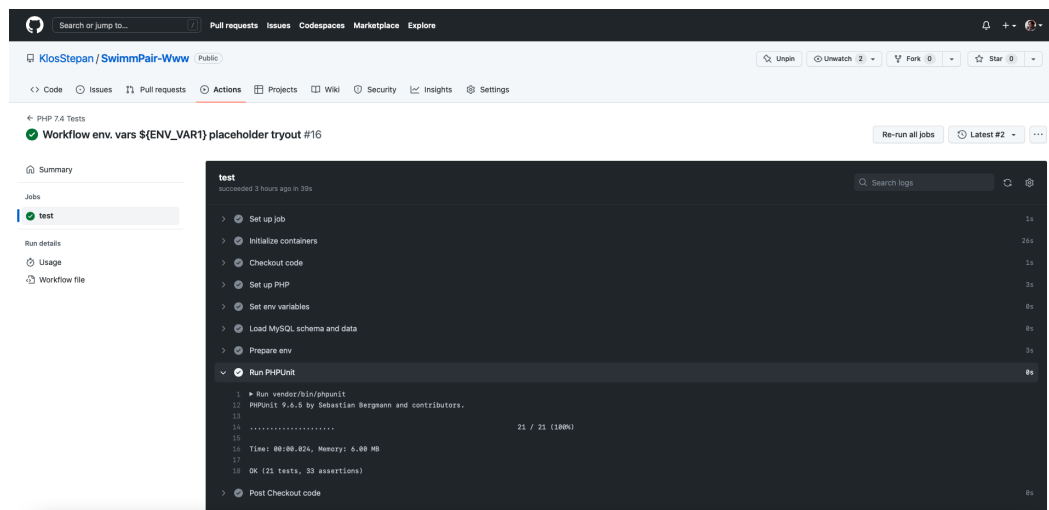 Search or jump to... / Pull requests Issues Codespaces Marketplace Explore
KlosStepan / SwimmPair-Www Public Unpin Unwatch 2 Fork 0 Star 0
Code Issues Pull requests Actions Projects Wiki Security Insights Settings
← PHP 7.4 Tests
Workflow env. vars ${ENV_VAR1} placeholder tryout #16 Re-run all jobs Latest #2 ...
Summary
Jobs
test
Run details
Usage
Workflow file
test
succeeded 3 hours ago in 39s Search logs
Set up job 1s
Initialize containers 26s
Checkout code 1s
Set up PHP 3s
Set env variables 0s
Load MySQL schema and data 0s
Prepare env 3s
Run PHPUnit 0s
1 ▶ Run vendor/bin/phpunit
12 PHPUnit 9.6.5 by Sebastian Bergmann and contributors.
13
14 ..................... 21 / 21 (100%)
15
16 Time: 00:00.024, Memory: 6.00 MB
17
18 OK (21 tests, 33 assertions)
Post Checkout code 0s